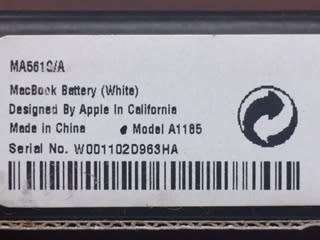 MA561G/A
MacBook Battery (White)
Designed By Apple In California
Made in China Model A1185
Serial No. W001102D963HA